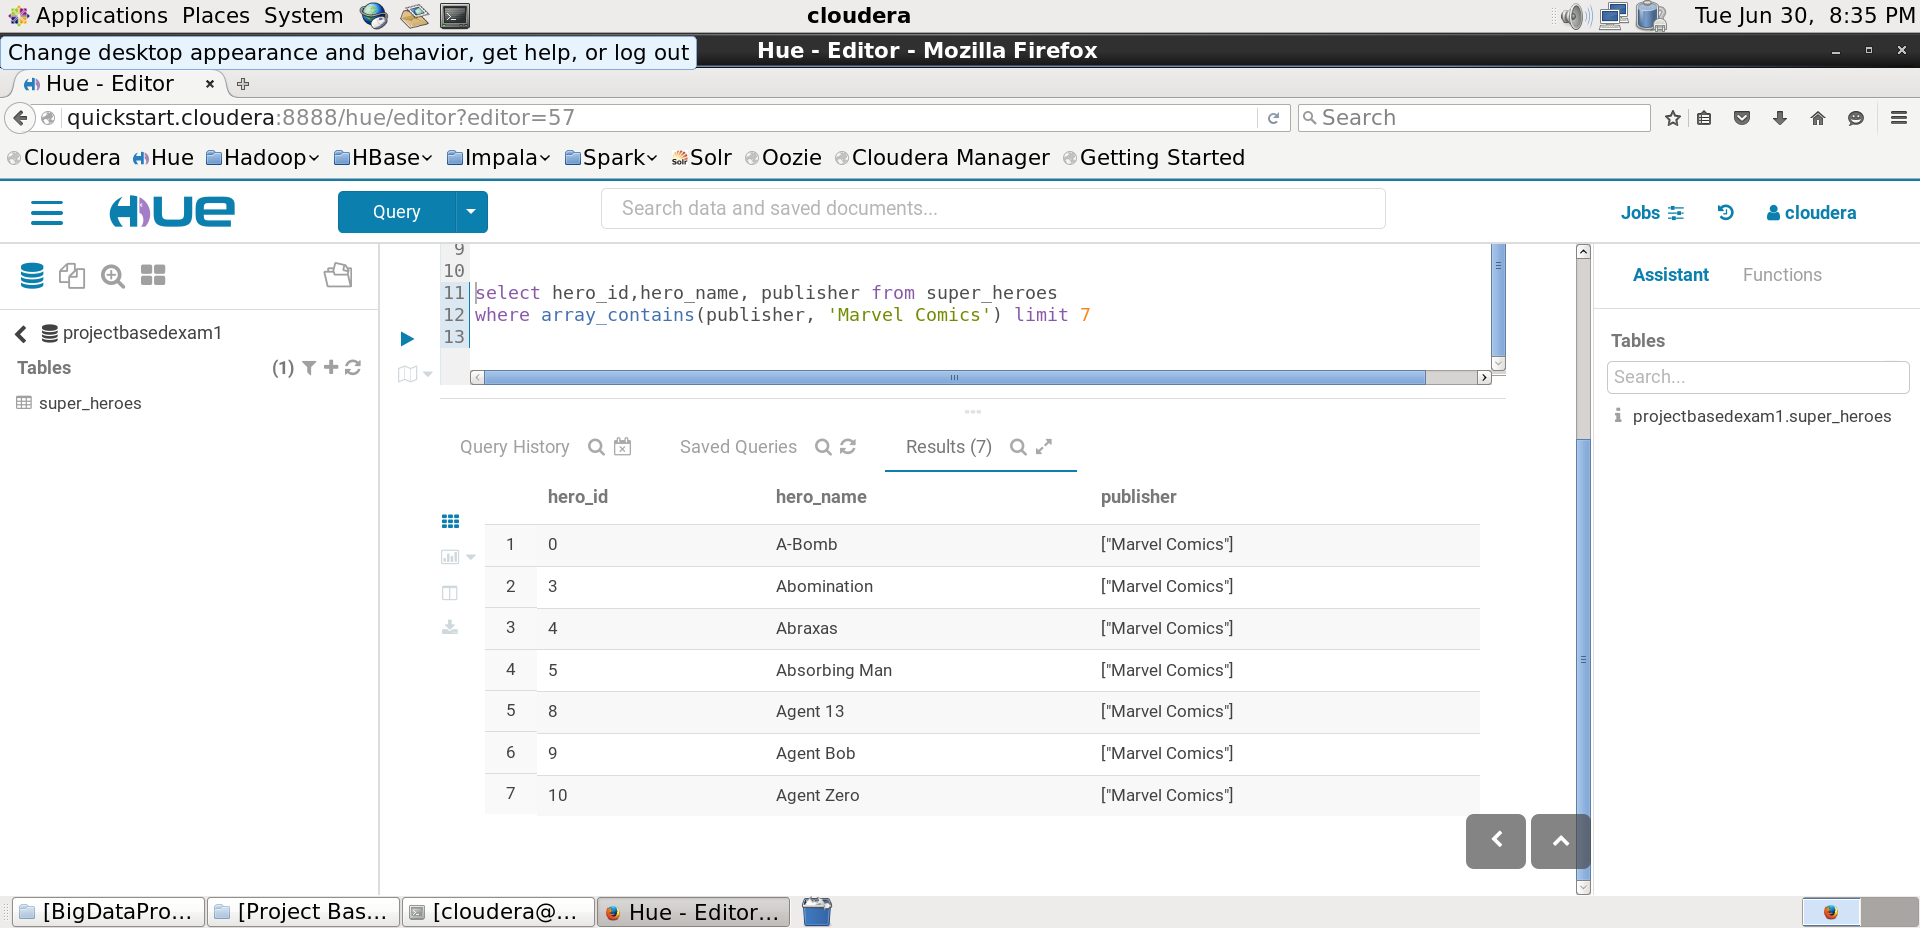 Applications Places System
cloudera
Tue Jun 30, 8:35 PM
Change desktop appearance and behavior, get help, or log out
Hue - Editor - Mozilla Firefox
Hue - Editor
quickstart.cloudera:8888/hue/editor?editor=57
Search
Cloudera Hue Hadoop HBase Impala Spark Solr Oozie Cloudera Manager Getting Started
HUE
Query
Search data and saved documents...
Jobs
cloudera
projectbasedexam1
Tables (1)
super_heroes
9
10
11 select hero_id,hero_name, publisher from super_heroes
12 where array_contains(publisher, 'Marvel Comics') limit 7
13
Query History
Saved Queries
Results (7)
hero_id hero_name publisher
1 0 A-Bomb ["Marvel Comics"]
2 3 Abomination ["Marvel Comics"]
3 4 Abraxas ["Marvel Comics"]
4 5 Absorbing Man ["Marvel Comics"]
5 8 Agent 13 ["Marvel Comics"]
6 9 Agent Bob ["Marvel Comics"]
7 10 Agent Zero ["Marvel Comics"]
Assistant Functions
Tables
Search...
projectbasedexam1.super_heroes
[BigDataPro... [Project Bas... [cloudera@... Hue - Editor...